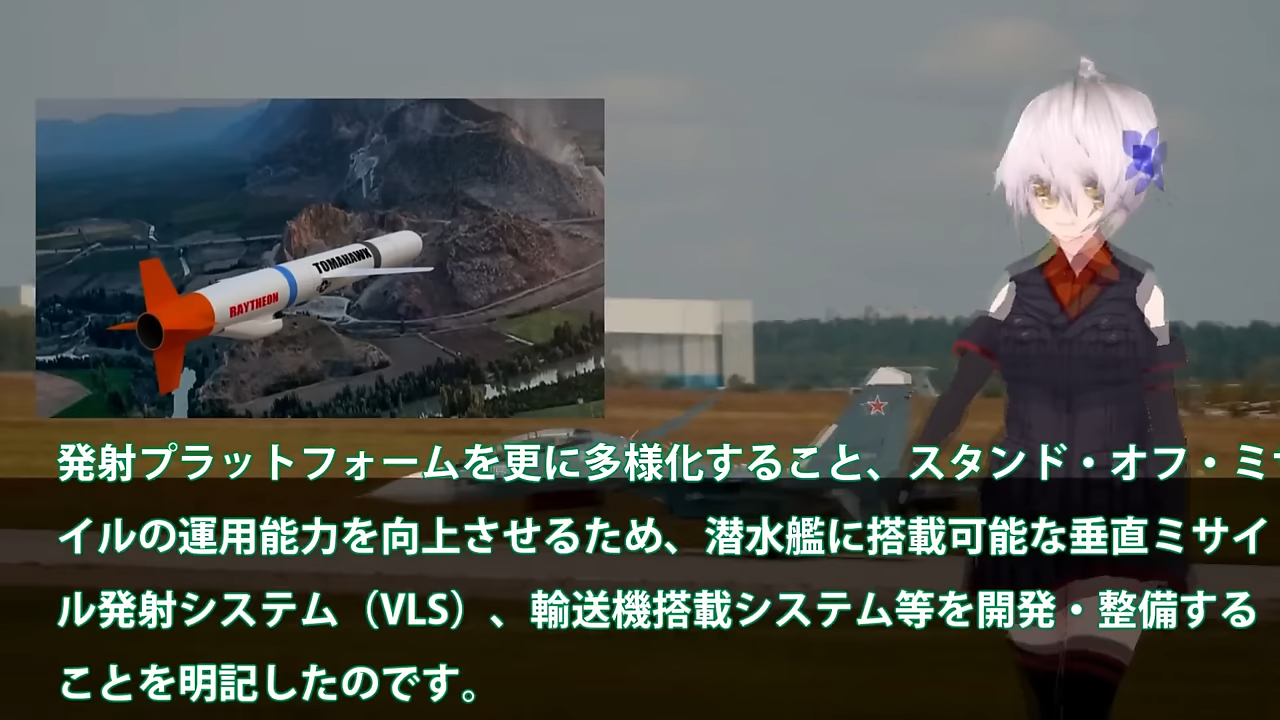 TOMAHAWK
RAYTHEON
発射プラットフォームを更に多様化すること、スタンド・オフ・ミサ
イルの運用能力を向上させるため、潜水艦に搭載可能な垂直ミサイ
ル発射システム（VLS）、輸送機搭載システム等を開発・整備する
ことを明記したのです。